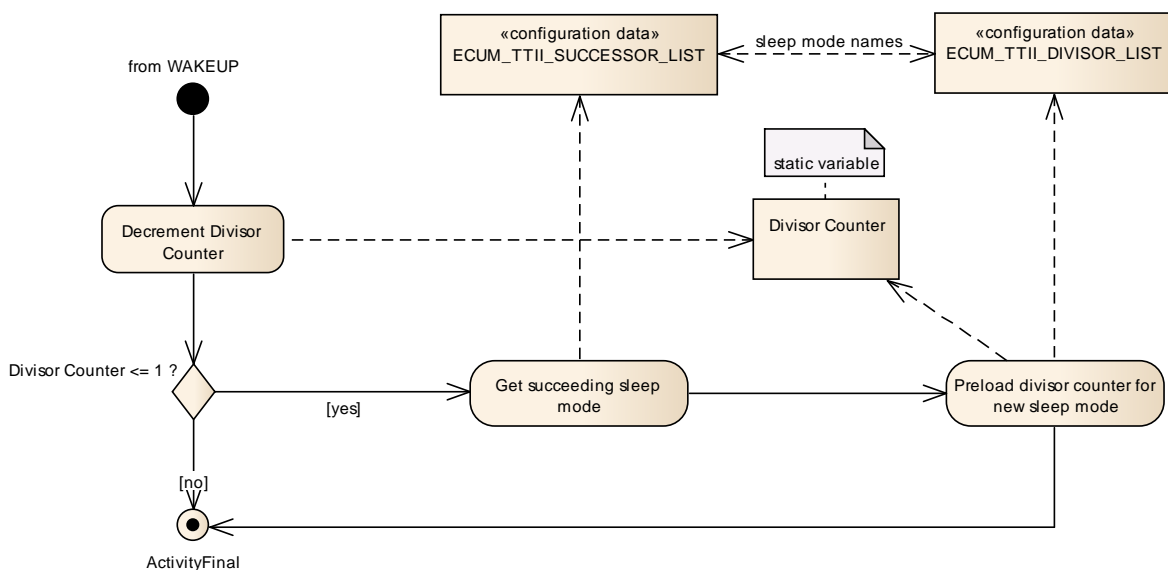 «configuration data»
ECUM_TTII_SUCCESSOR_LIST
sleep mode names
«configuration data»
ECUM_TTII_DIVISOR_LIST
from WAKEUP
static variable
Decrement Divisor
Counter
Divisor Counter
Divisor Counter <= 1 ?
[yes]
Get succeeding sleep
mode
Preload divisor counter for
new sleep mode
[no]
ActivityFinal